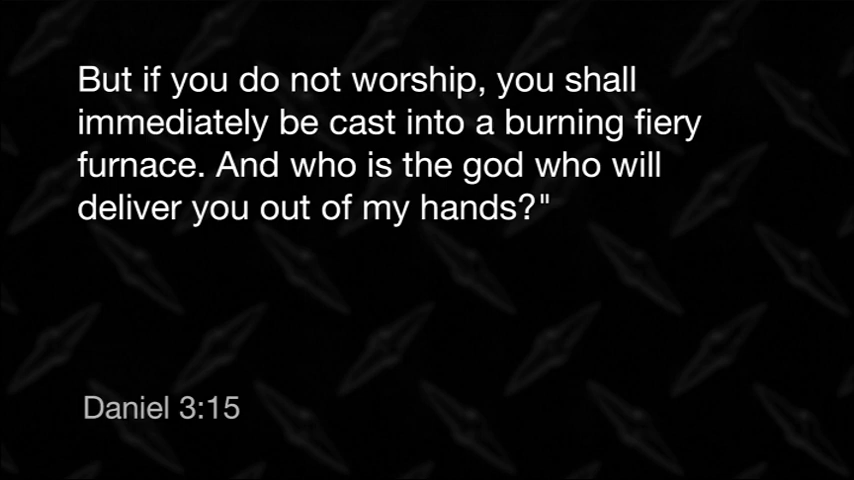 But if you do not worship, you shall
immediately be cast into a burning fiery
furnace. And who is the god who will
deliver you out of my hands?"
Daniel 3:15